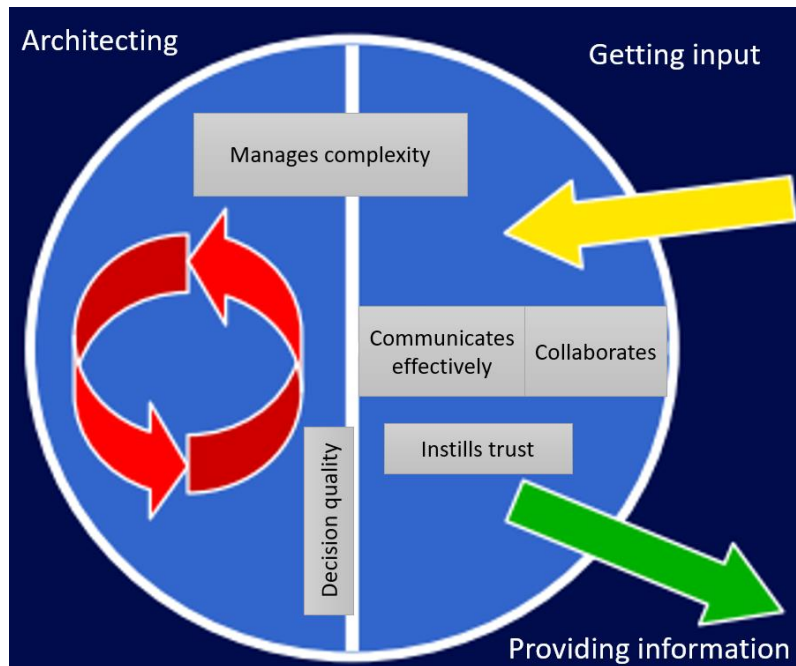 Architecting
Getting input
Manages complexity
Communicates
effectively
Collaborates
Instills trust
Decision quality
Providing information